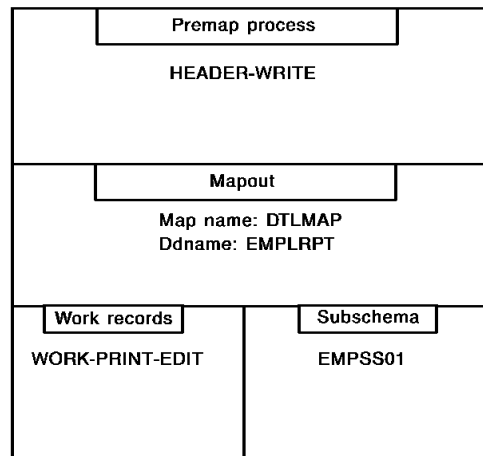 Premap process
HEADER-WRITE
Mapout
Map name: DTLMAP
Ddname: EMPLRPT
Work records
Subschema
WORK-PRINT-EDIT
EMPSS01